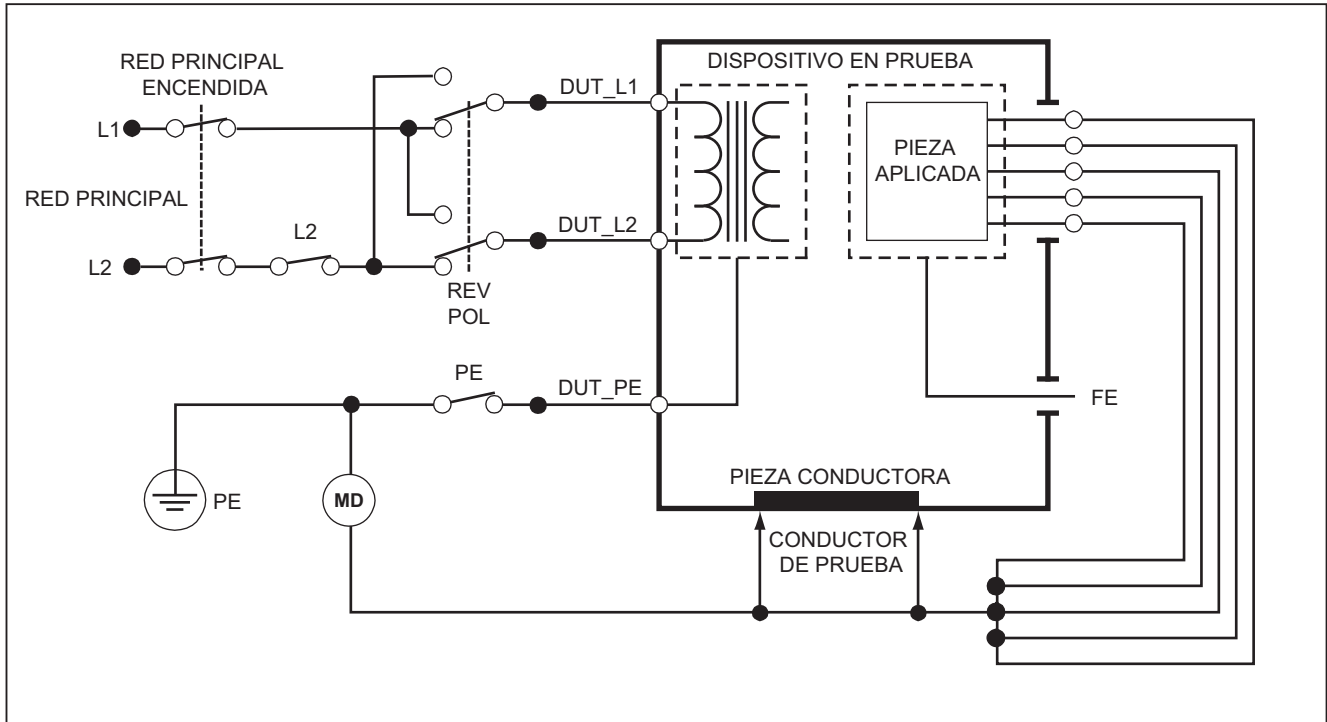 RED PRINCIPAL
ENCENDIDA
DISPOSITIVO EN PRUEBA
DUT_L1
L1
PIEZA
APLICADA
RED PRINCIPAL
L2
DUT_L2
L2
REV
POL
PE
DUT_PE
FE
PIEZA CONDUCTORA
PE
MD
CONDUCTOR
DE PRUEBA